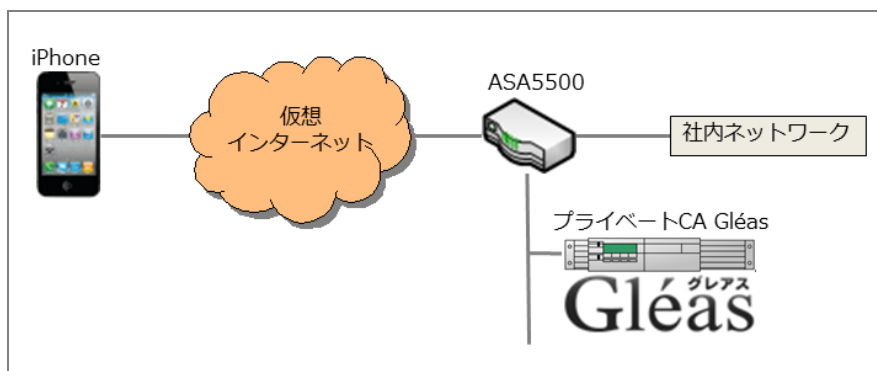 iPhone
仮想
インターネット
ASA5500
社内ネットワーク
プライベートCA Gléas
グレアス
Gléas